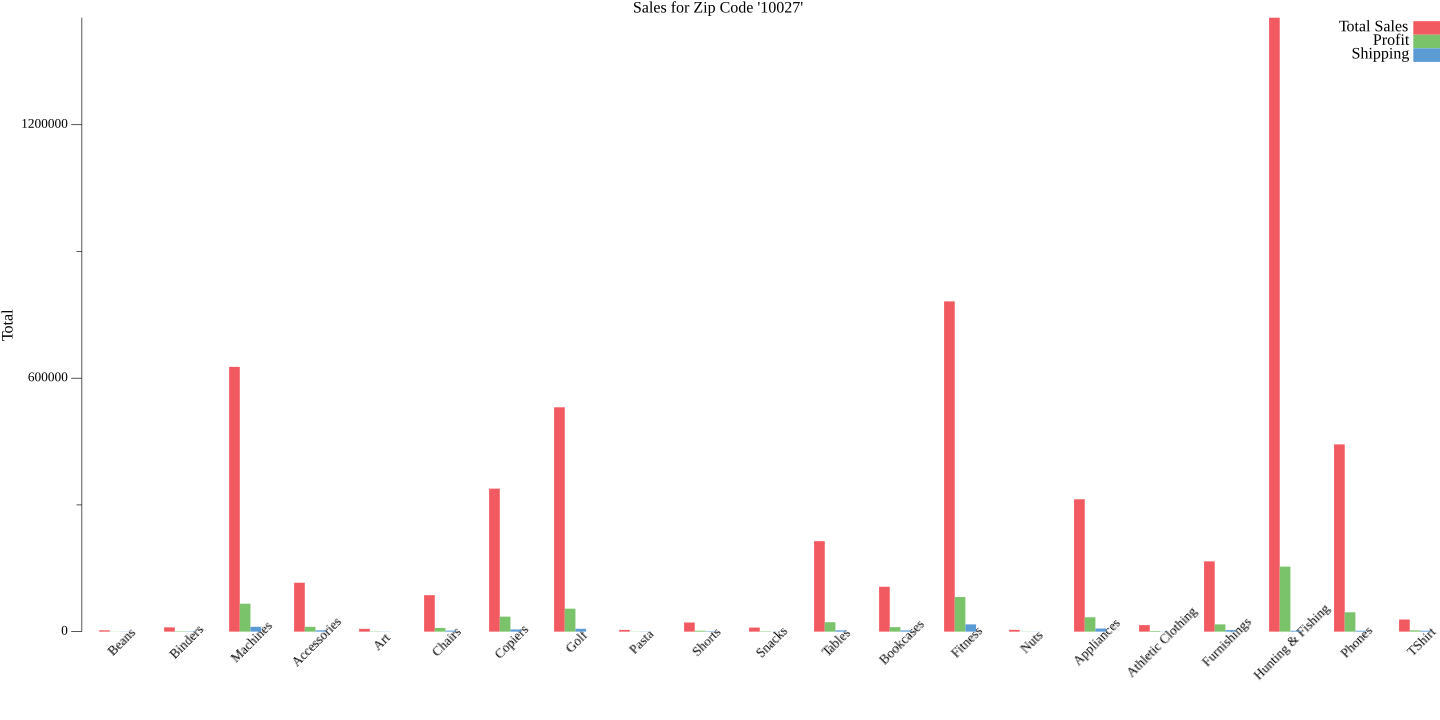 Sales for Zip Code '10027'
Total Sales
Profit
Shipping
1200000
600000
0
Total
Beans
Binders
Machines
Accessories
Art
Chairs
Copiers
Golf
Pasta
Shorts
Snacks
Tables
Bookcases
Fitness
Nuts
Appliances
Athletic Clothing
Furnishings
Hunting & Fishing
Phones
TShirt